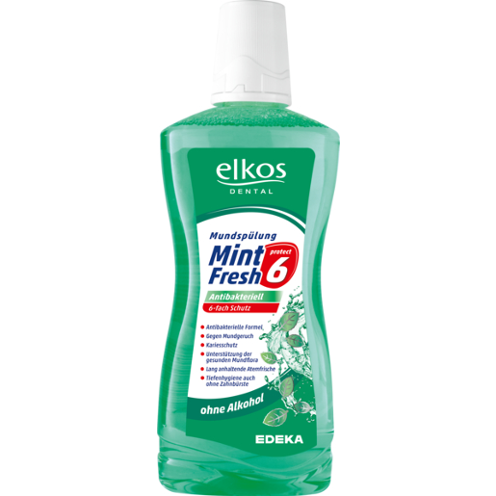 elkos
DENTAL
Mundspülung
Mint
Fresh
protect
6
Antibakteriell
6-fach Schutz
• Antibakterielle Formel,
• Gegen Mundgeruch
• Kariesschutz
• Unterstützung der
gesunden Mundflora
• Lang anhaltende Atemfrische
• Tiefenhygiene auch
ohne Zahnbürste
ohne Alkohol
EDEKA